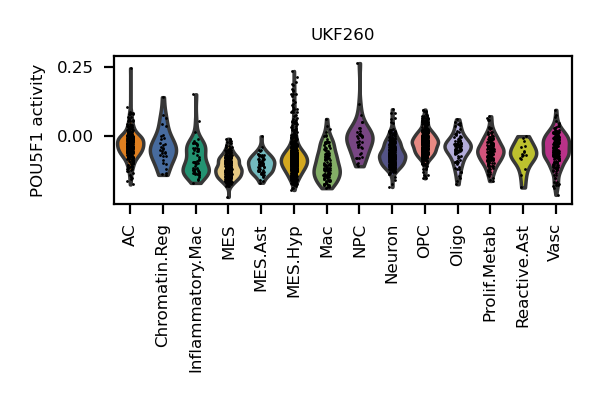 UKF260
POU5F1 activity
0.25
0.00
AC
Chromatin.Reg
Inflammatory.Mac
MES
MES.Ast
MES.Hyp
Mac
NPC
Neuron
OPC
Oligo
Prolif.Metab
Reactive.Ast
Vasc